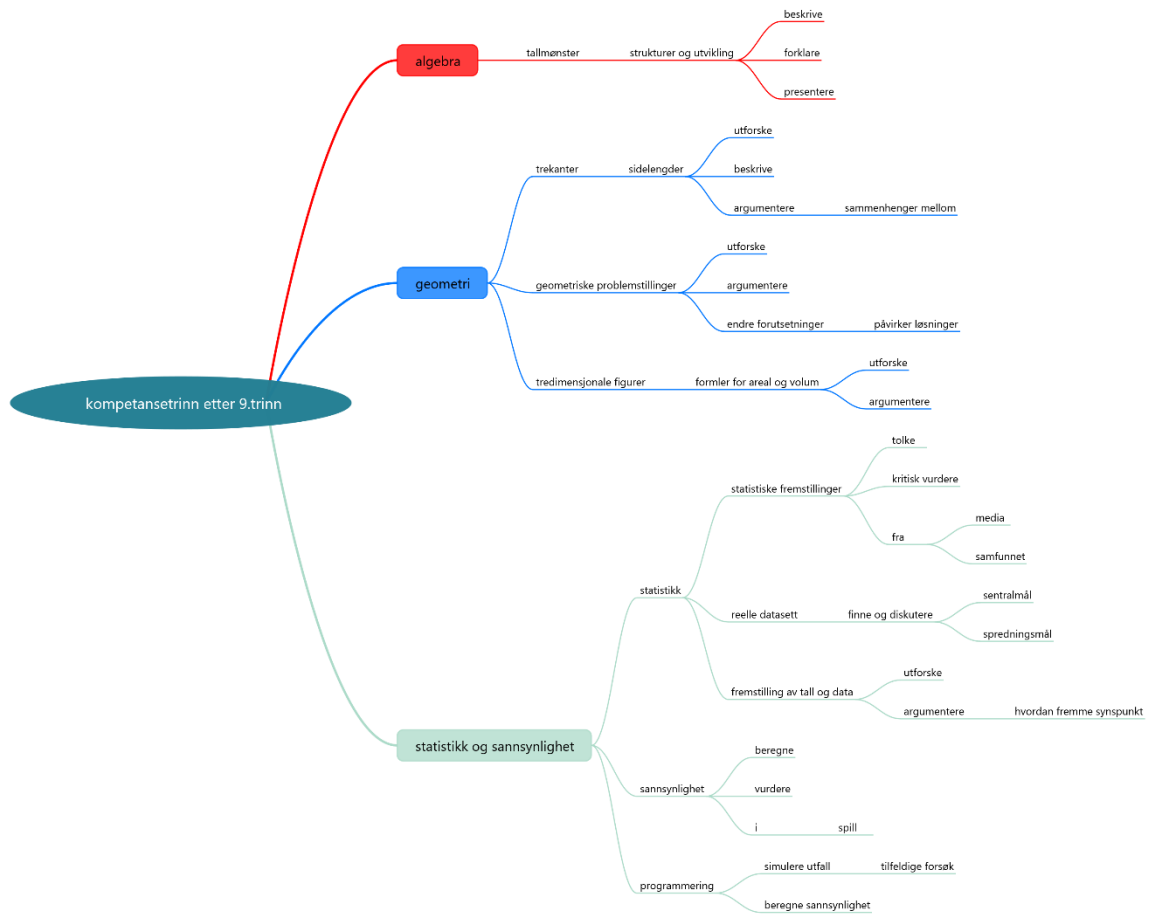 kompetansetrinn etter 9.trinn
algebra
tallmønster
strukturer og utvikling
beskrive
forklare
presentere
geometri
trekanter
sidelengder
utforske
beskrive
argumentere
sammenhenger mellom
geometriske problemstillinger
utforske
argumentere
endre forutsetninger
påvirker løsninger
tredimensjonale figurer
formler for areal og volum
utforske
argumentere
statistikk og sannsynlighet
statistikk
statistiske fremstillinger
tolke
kritisk vurdere
fra
media
samfunnet
reelle datasett
finne og diskutere
sentralmål
spredningsmål
fremstilling av tall og data
utforske
argumentere
hvordan fremme synspunkt
sannsynlighet
beregne
vurdere
i
spill
programmering
simulere utfall
tilfeldige forsøk
beregne sannsynlighet